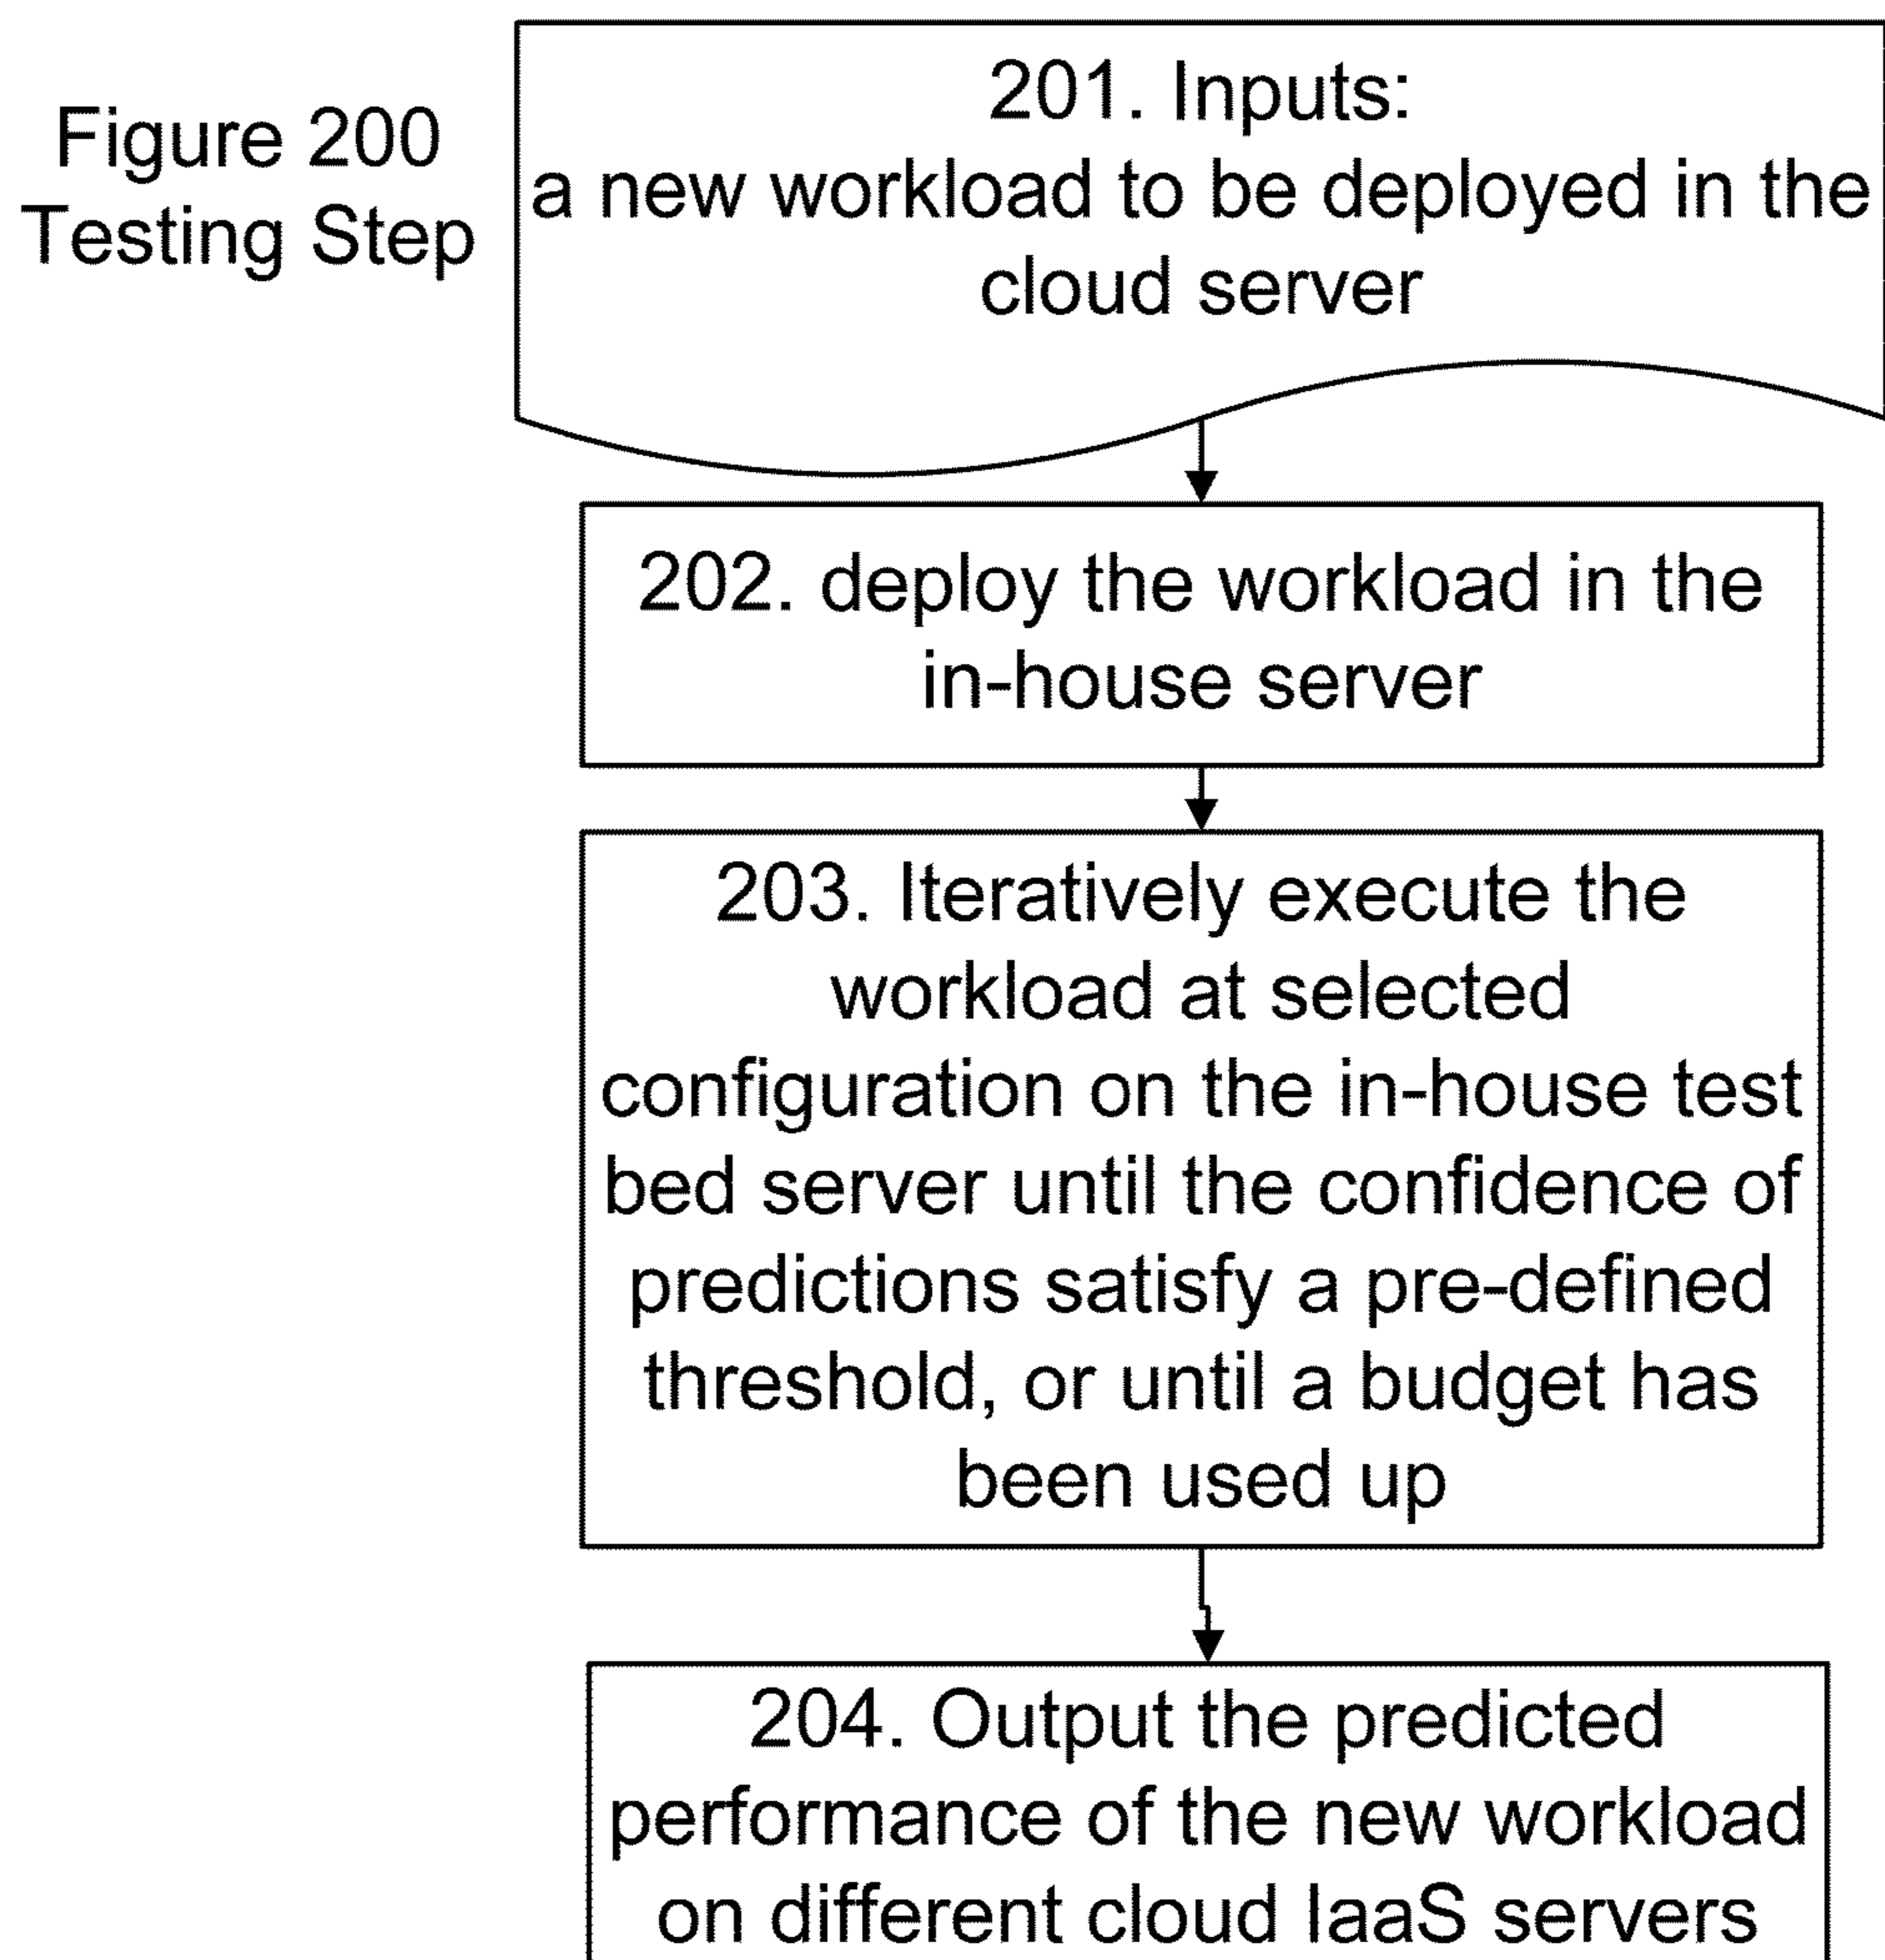 Figure 200
Testing Step
201. Inputs:
a new workload to be deployed in the
cloud server
202. deploy the workload in the
in-house server
203. Iteratively execute the
workload at selected
configuration on the in-house test
bed server until the confidence of
predictions satisfy a pre-defined
threshold, or until a budget has
been used up
204. Output the predicted
performance of the new workload
on different cloud IaaS servers